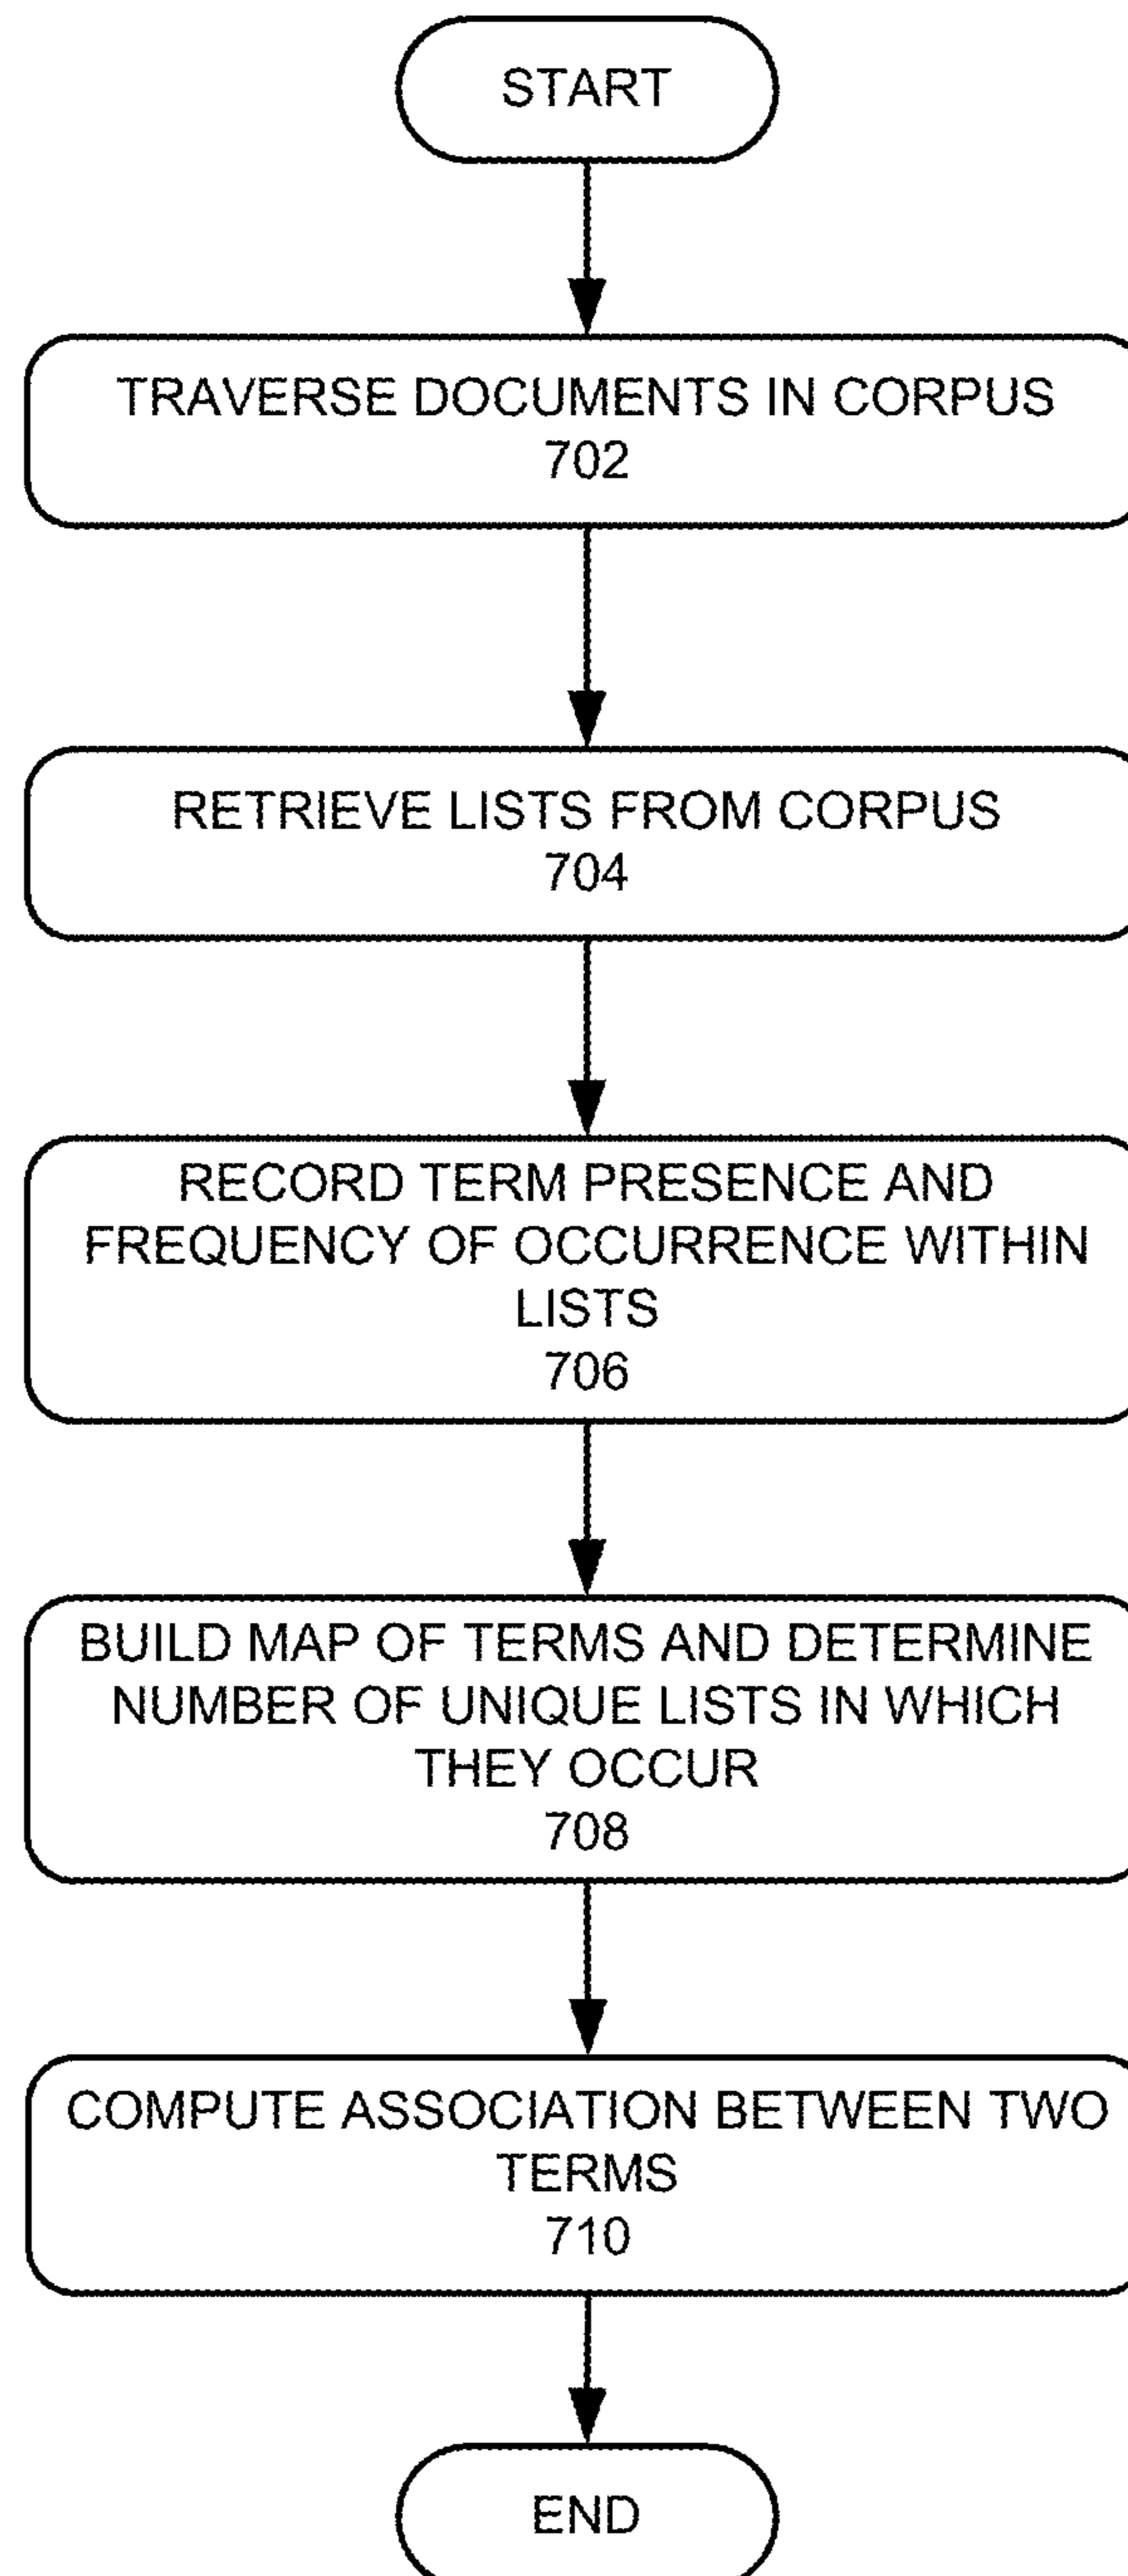 START
TRAVERSE DOCUMENTS IN CORPUS
702
RETRIEVE LISTS FROM CORPUS
704
RECORD TERM PRESENCE AND
FREQUENCY OF OCCURRENCE WITHIN
LISTS
706
BUILD MAP OF TERMS AND DETERMINE
NUMBER OF UNIQUE LISTS IN WHICH
THEY OCCUR
708
COMPUTE ASSOCIATION BETWEEN TWO
TERMS
710
END